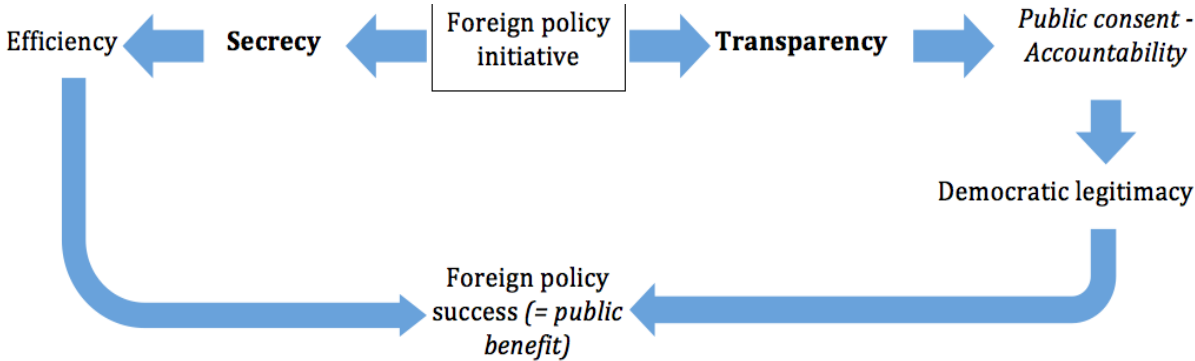 Efficiency
Secrecy
Foreign policy
initiative
Transparency
Public consent -
Accountability
Democratic legitimacy
Foreign policy
success (= public
benefit)